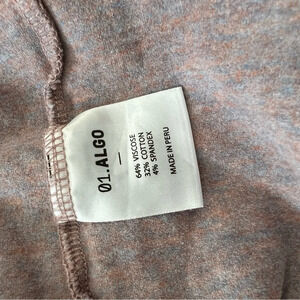 01.ALGO
—
64% VISCOSE
32% COTTON
4% SPANDEX
MADE IN PERU